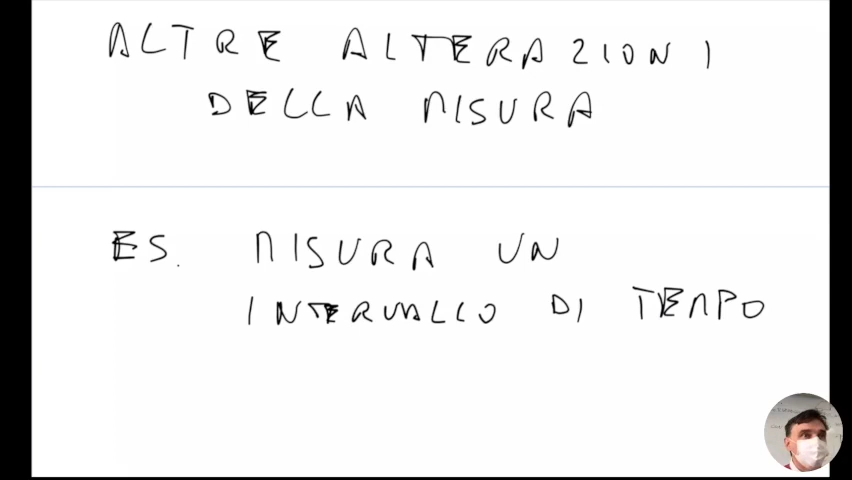 ALTRE ALTERAZIONI
DELLA MISURA
ES. MISURA UN
INTERVALLO DI TEMPO